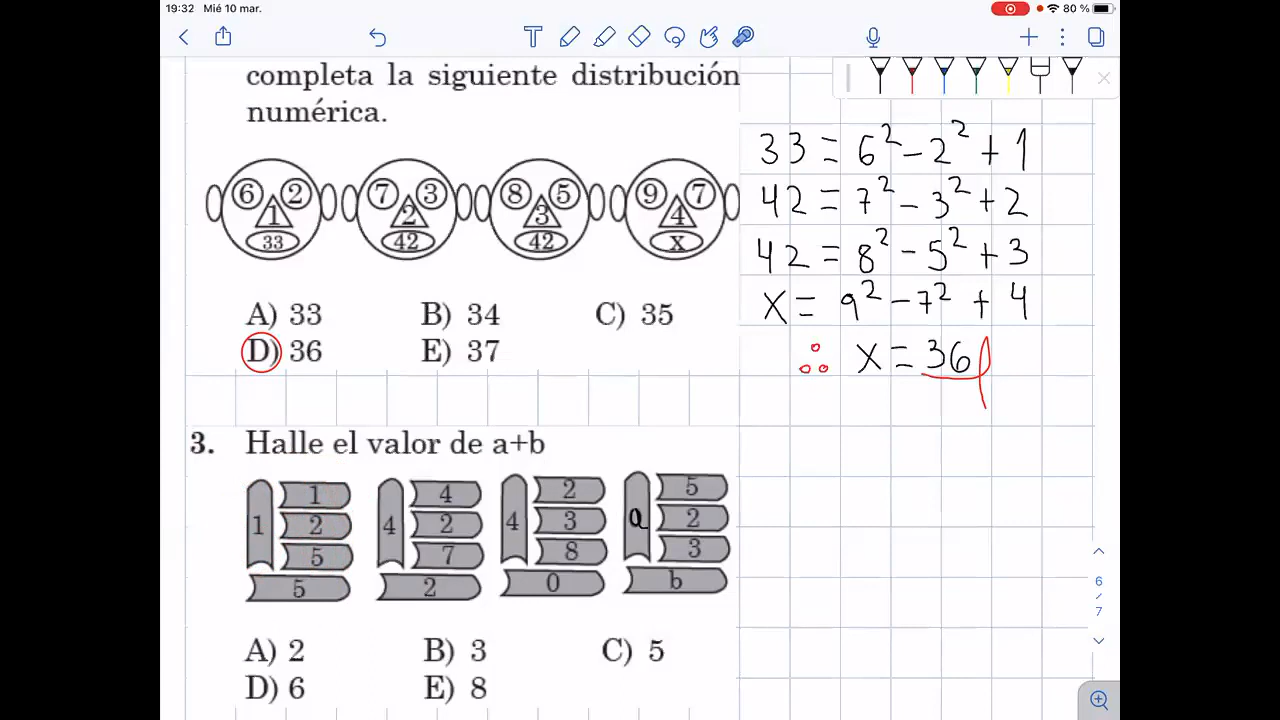 19:32 Mié 10 mar. 80 %
completa la siguiente distribución
numérica.
6 2 7 3 8 5 9 7
1 2 3 4
33 42 42 x
A) 33 B) 34 C) 35
D) 36 E) 37
33 = 6² - 2² + 1
42 = 7² - 3² + 2
42 = 8² - 5² + 3
x = 9² - 7² + 4
∴ x = 36
3. Halle el valor de a+b
1 4 2 5
1 2 4 2 4 3 a 2
5 7 8 3
5 2 0 b
A) 2 B) 3 C) 5
D) 6 E) 8
6
/
7